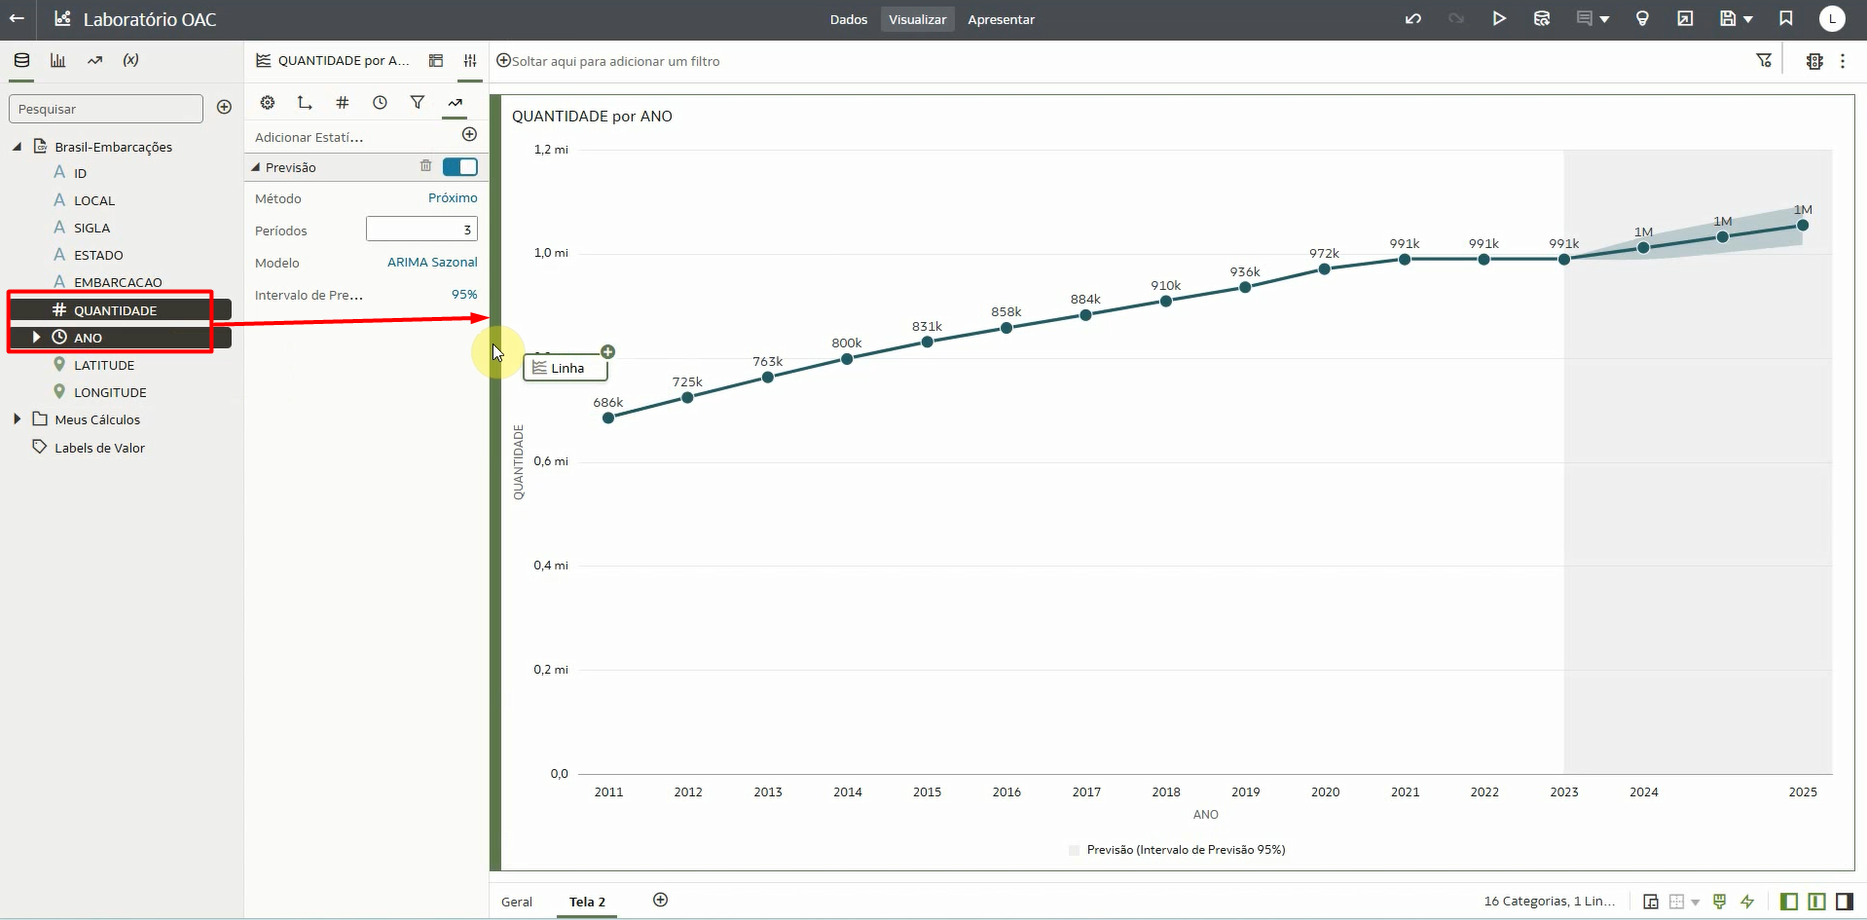 Laboratório OAC
Dados
Visualizar
Apresentar
L
(x)
QUANTIDADE por A...
Soltar aqui para adicionar um filtro
Pesquisar
Brasil-Embarcações
A ID
A LOCAL
A SIGLA
A ESTADO
A EMBARCACAO
# QUANTIDADE
ANO
LATITUDE
LONGITUDE
Meus Cálculos
Labels de Valor
#
Adicionar Estatí...
Previsão
Método
Próximo
Períodos
3
Modelo
ARIMA Sazonal
Intervalo de Pre...
95%
QUANTIDADE por ANO
1,2 mi
1,0 mi
0,6 mi
0,4 mi
0,2 mi
0,0
QUANTIDADE
Linha
686k
725k
763k
800k
831k
858k
884k
910k
936k
972k
991k
991k
991k
1M
1M
1M
2011
2012
2013
2014
2015
2016
2017
2018
2019
2020
2021
2022
2023
2024
2025
ANO
Previsão (Intervalo de Previsão 95%)
Geral
Tela 2
16 Categorias, 1 Lin...